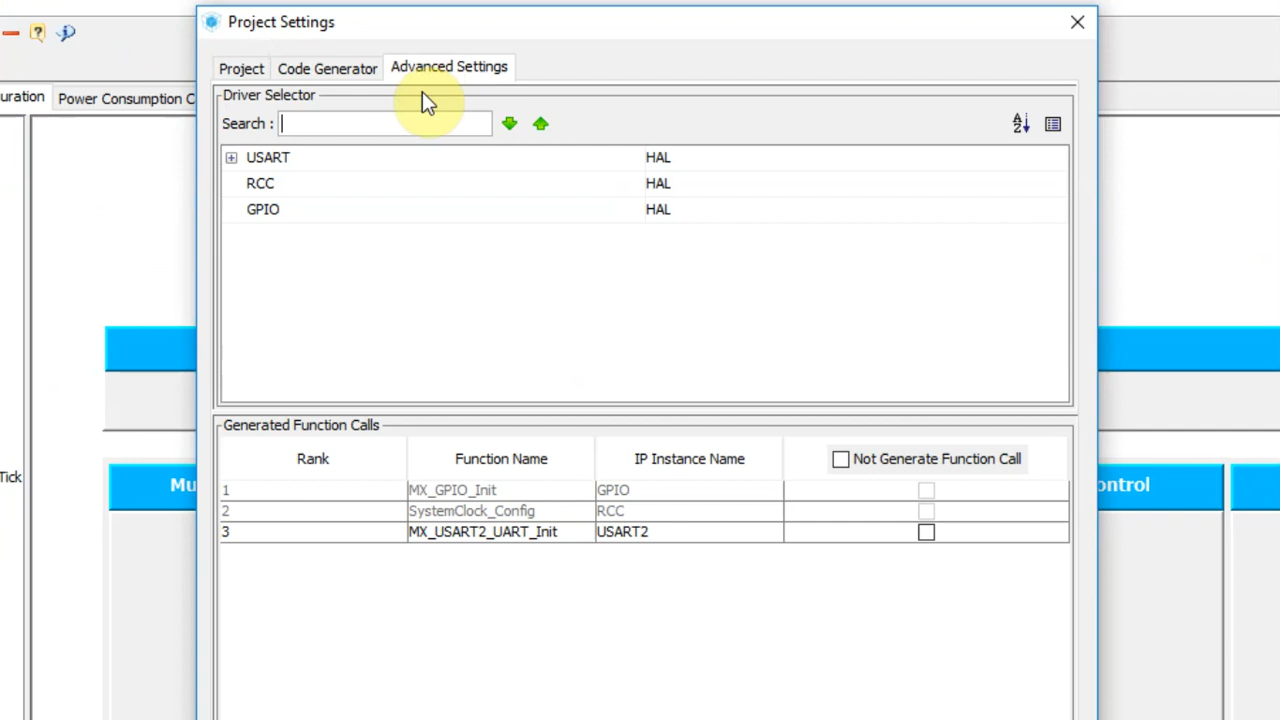 Project Settings
Project
Code Generator
Advanced Settings
uration
Power Consumption C
Driver Selector
Search :
USART HAL
RCC HAL
GPIO HAL
Tick
Mu
ontrol
Generated Function Calls
Rank Function Name IP Instance Name Not Generate Function Call
1 MX_GPIO_Init GPIO
2 SystemClock_Config RCC
3 MX_USART2_UART_Init USART2